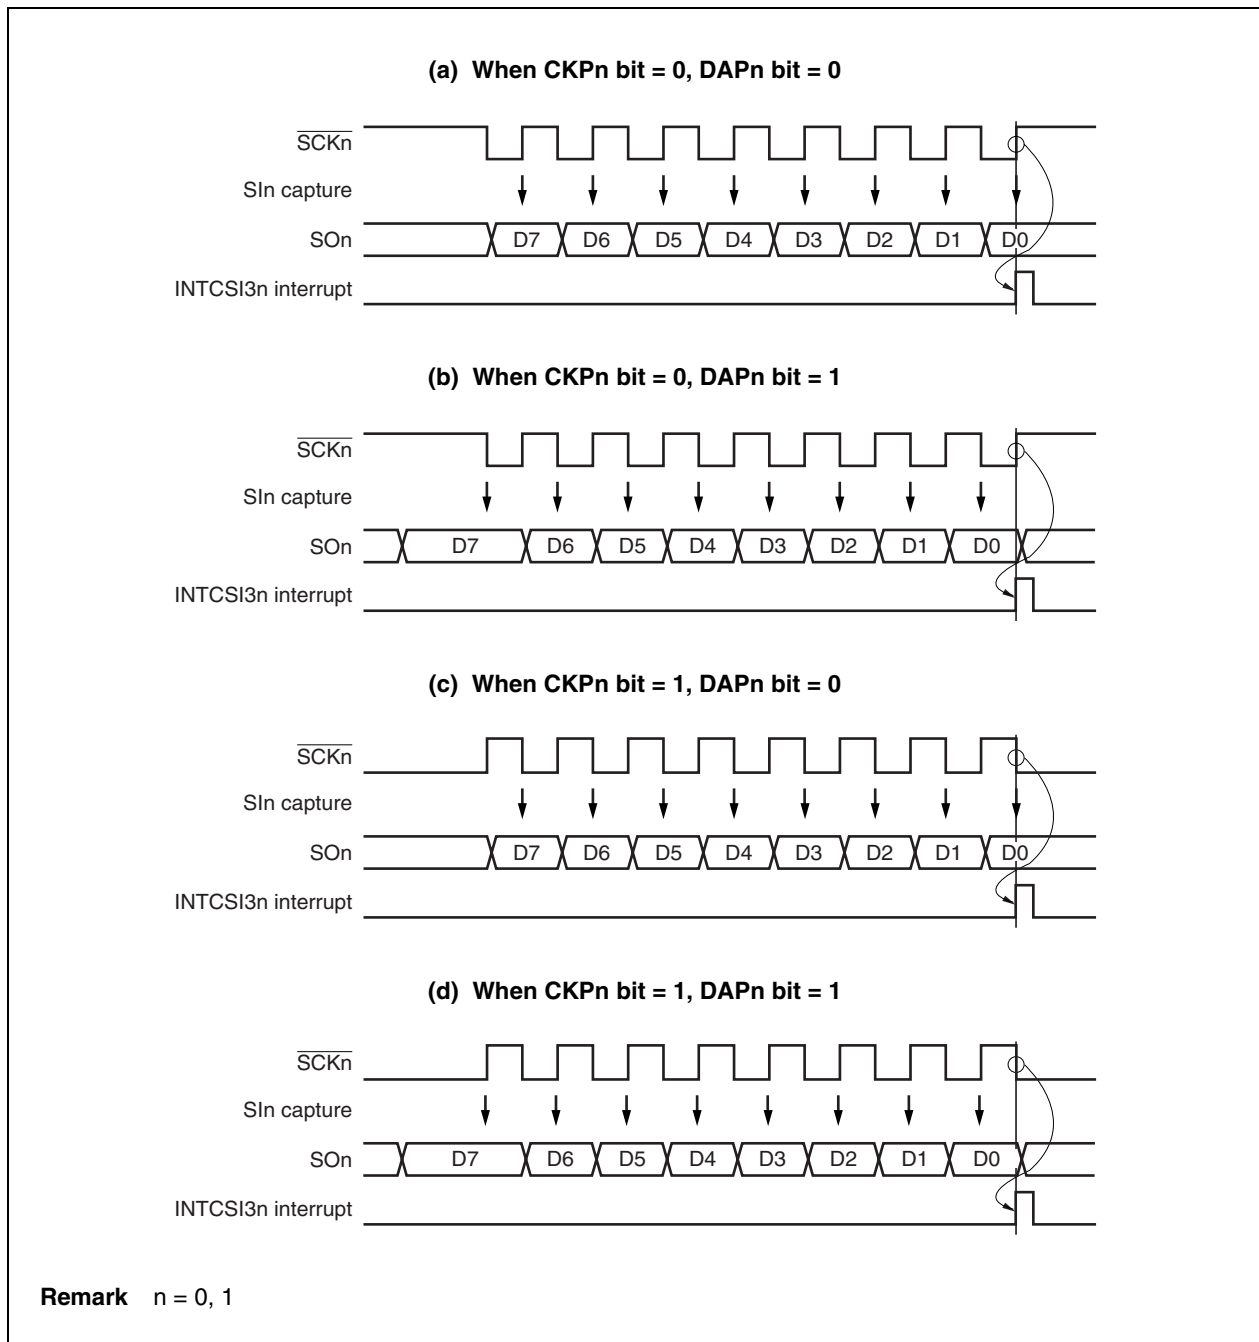 (a) When CKPn bit = 0, DAPn bit = 0
SCKn
SIn capture
SOn D7 D6 D5 D4 D3 D2 D1 D0
INTCSI3n interrupt
(b) When CKPn bit = 0, DAPn bit = 1
SCKn
SIn capture
SOn D7 D6 D5 D4 D3 D2 D1 D0
INTCSI3n interrupt
(c) When CKPn bit = 1, DAPn bit = 0
SCKn
SIn capture
SOn D7 D6 D5 D4 D3 D2 D1 D0
INTCSI3n interrupt
(d) When CKPn bit = 1, DAPn bit = 1
SCKn
SIn capture
SOn D7 D6 D5 D4 D3 D2 D1 D0
INTCSI3n interrupt
Remark n = 0, 1